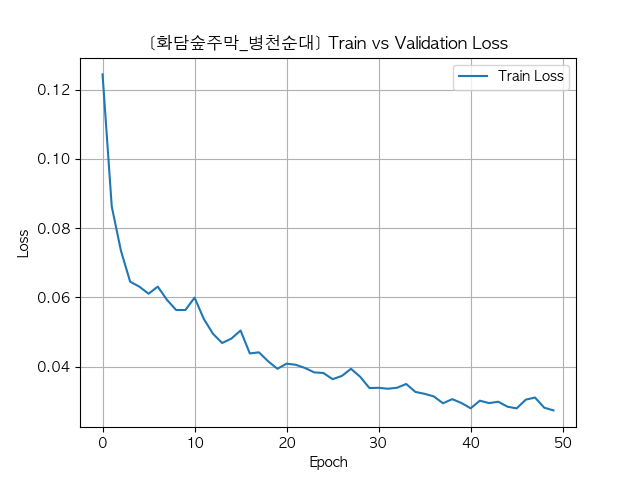 [화담숲주막_병천순대] Train vs Validation Loss
Train Loss
0.12
0.10
0.08
0.06
0.04
Loss
0 10 20 30 40 50
Epoch